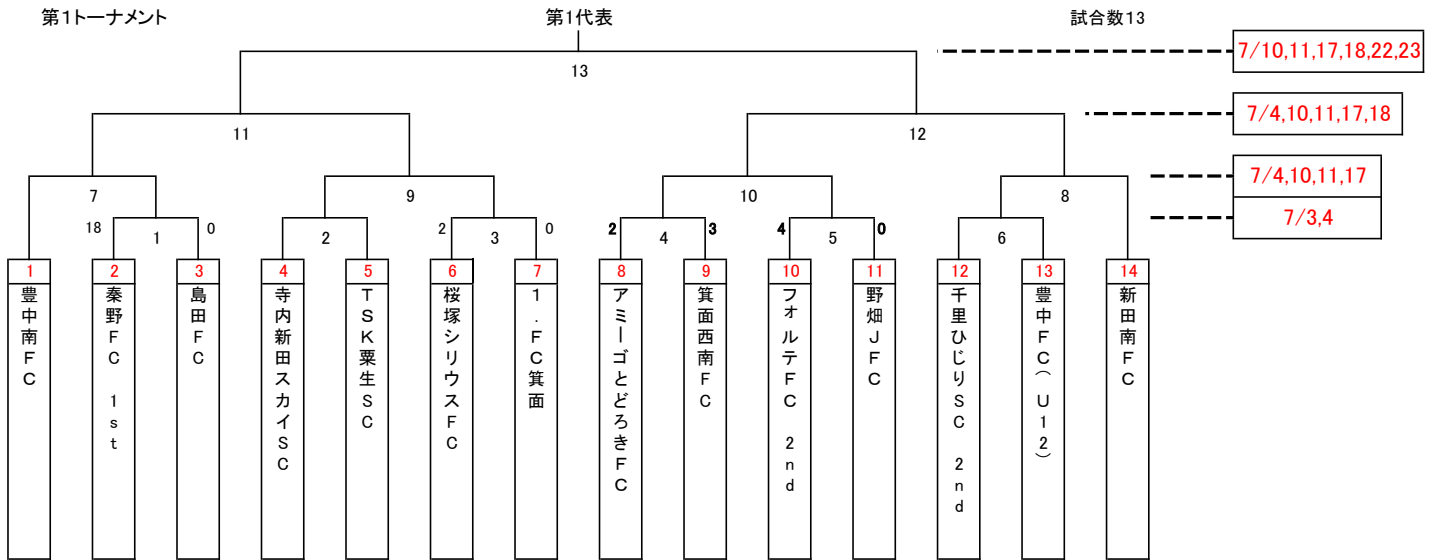 第1トーナメント
第1代表
試合数13
7/10,11,17,18,22,23
13
7/4,10,11,17,18
11
12
7/4,10,11,17
7
9
10
8
7/3,4
18
1
0
2
2
3
0
2
4
3
4
5
0
6
1
2
3
4
5
6
7
8
9
10
11
12
13
14
豊中南FC
秦野FC 1st
島田FC
寺内新田スカイSC
TSK粟生SC
桜塚シリウスFC
1.FC箕面
アミーゴとどろきFC
箕面西南FC
フォルテFC 2nd
野畑JFC
千里ひじりSC 2nd
豊中FC(U12)
新田南FC